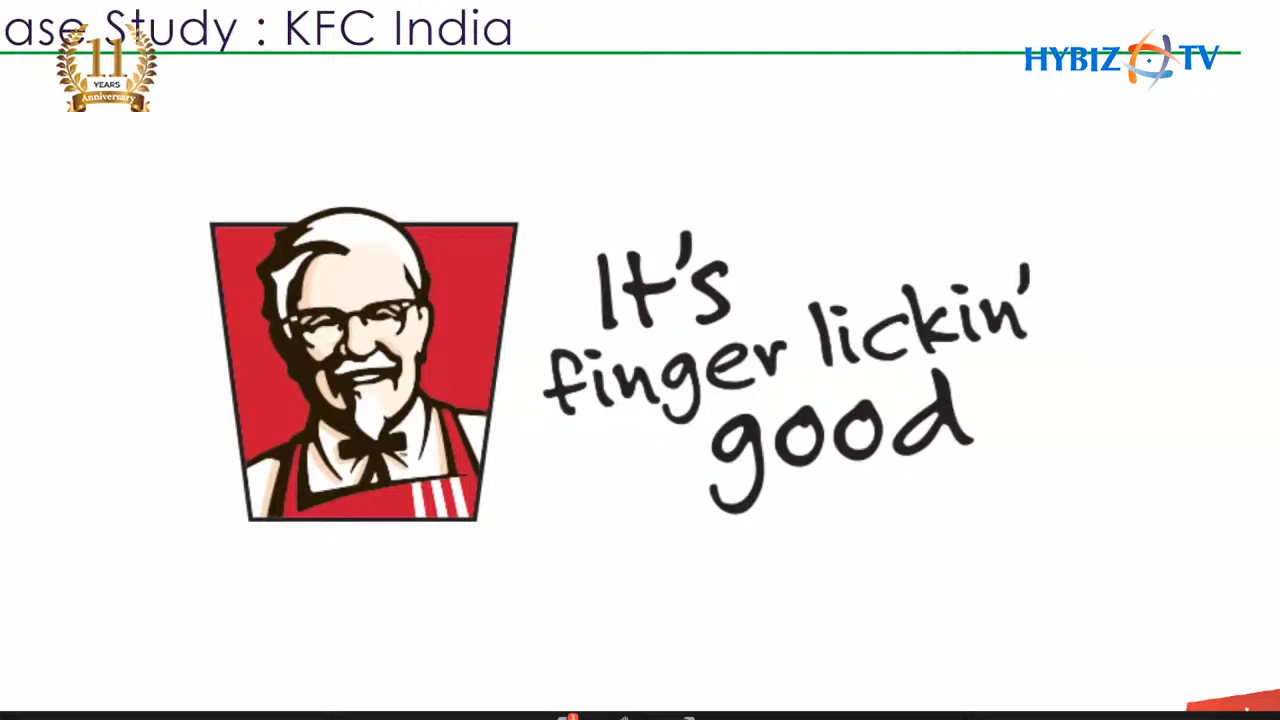 ase Study : KFC India
11
YEARS
Anniversary
HYBIZ TV
It's
finger lickin'
good